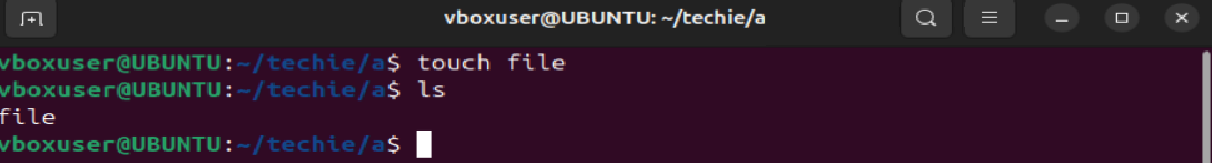 vboxuser@UBUNTU: ~/techie/a
vboxuser@UBUNTU:~/techie/a$ touch file
vboxuser@UBUNTU:~/techie/a$ ls
file
vboxuser@UBUNTU:~/techie/a$